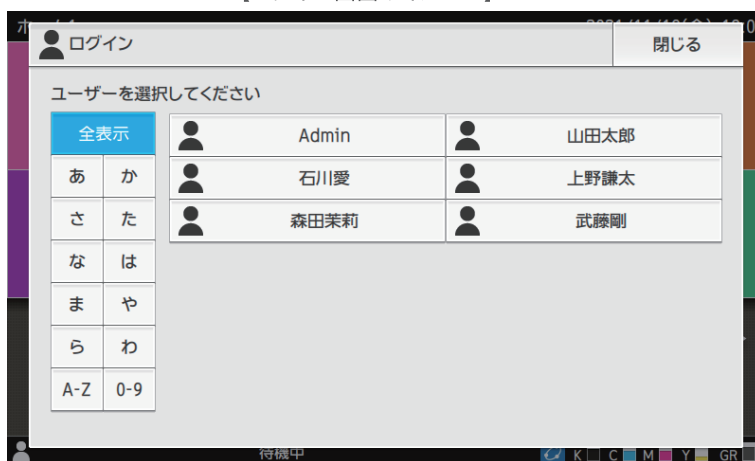 ログイン
閉じる
ユーザーを選択してください
全表示
Admin
山田太郎
あ
か
石川愛
上野謙太
さ
た
森田茉莉
武藤剛
な
は
ま
や
ら
わ
A-Z
0-9
待機中
K
C
M
Y
GR